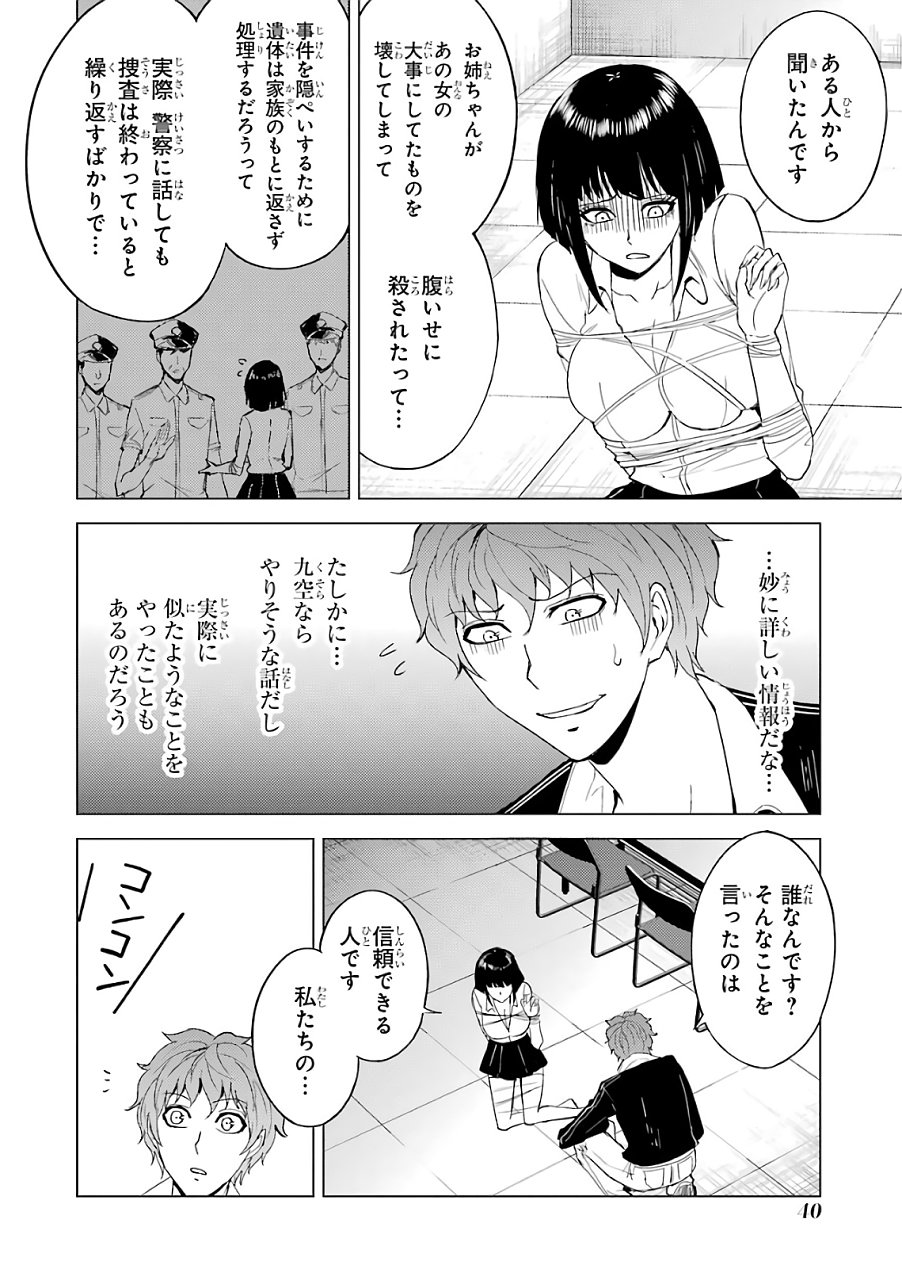 ある人から
聞いたんです
お姉ちゃんが
あの女の
大事にしてたものを
壊してしまって
腹いせに
殺されたって…
事件を隠ぺいするために
遺体は家族のもとに返さず
処理するだろうって
実際 警察に話しても
捜査は終わっていると
繰り返すばかりで…
…妙に詳しい情報だな…
たしかに…
九空なら
やりそうな話だし
実際に
似たようなことを
やったことも
あるのだろう
誰なんです?
そんなことを
言ったのは
信頼できる
人です
私たちの…
コンコン
40